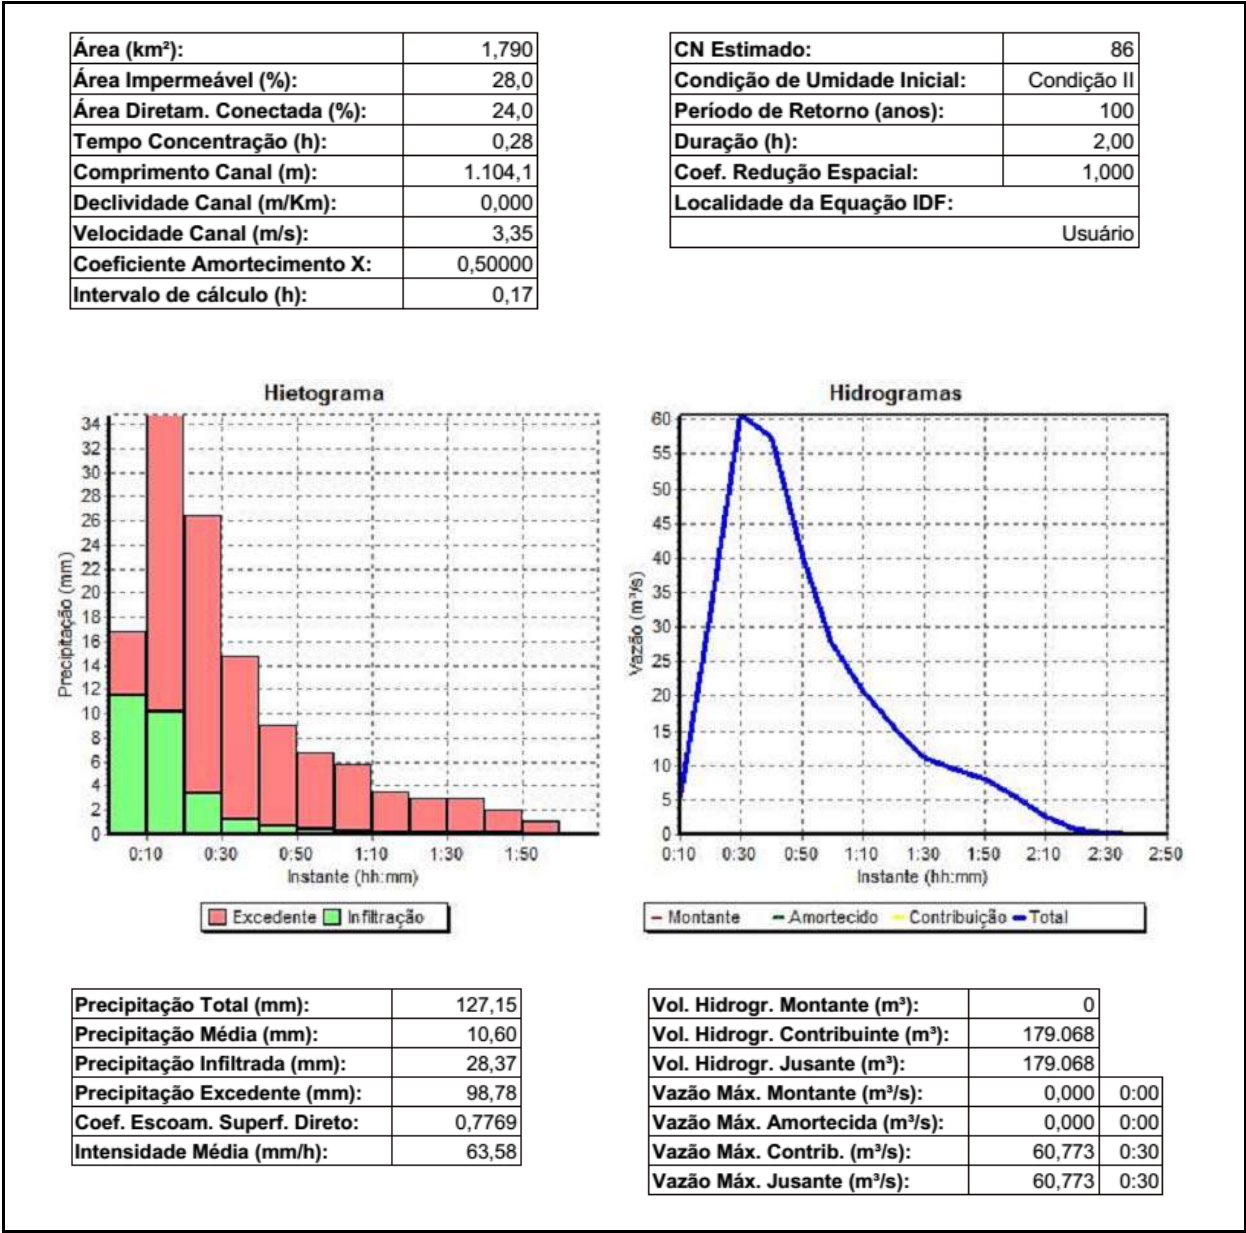 Área (km²): 1,790
Área Impermeável (%): 28,0
Área Diretam. Conectada (%): 24,0
Tempo Concentração (h): 0,28
Comprimento Canal (m): 1.104,1
Declividade Canal (m/Km): 0,000
Velocidade Canal (m/s): 3,35
Coeficiente Amortecimento X: 0,50000
Intervalo de cálculo (h): 0,17
CN Estimado: 86
Condição de Umidade Inicial: Condição II
Período de Retorno (anos): 100
Duração (h): 2,00
Coef. Redução Espacial: 1,000
Localidade da Equação IDF:
Usuário
Hietograma
34
32
30
28
26
24
22
20
18
16
14
12
10
8
6
4
2
0
Precipitação (mm)
0:10 0:30 0:50 1:10 1:30 1:50
Instante (hh:mm)
Excedente Infiltração
Hidrogramas
60
55
50
45
40
35
30
25
20
15
10
5
0
Vazão (m³/s)
0:10 0:30 0:50 1:10 1:30 1:50 2:10 2:30 2:50
Instante (hh:mm)
Montante Amortecido Contribuição Total
Precipitação Total (mm): 127,15
Precipitação Média (mm): 10,60
Precipitação Infiltrada (mm): 28,37
Precipitação Excedente (mm): 98,78
Coef. Escoam. Superf. Direto: 0,7769
Intensidade Média (mm/h): 63,58
Vol. Hidrogr. Montante (m³): 0
Vol. Hidrogr. Contribuinte (m³): 179.068
Vol. Hidrogr. Jusante (m³): 179.068
Vazão Máx. Montante (m³/s): 0,000 0:00
Vazão Máx. Amortecida (m³/s): 0,000 0:00
Vazão Máx. Contrib. (m³/s): 60,773 0:30
Vazão Máx. Jusante (m³/s): 60,773 0:30